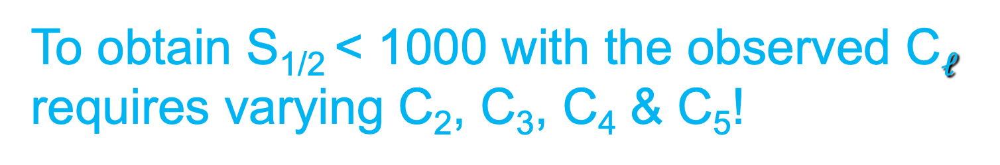 To obtain S₁/₂ < 1000 with the observed Cℓ
requires varying C₂, C₃, C₄ & C₅!